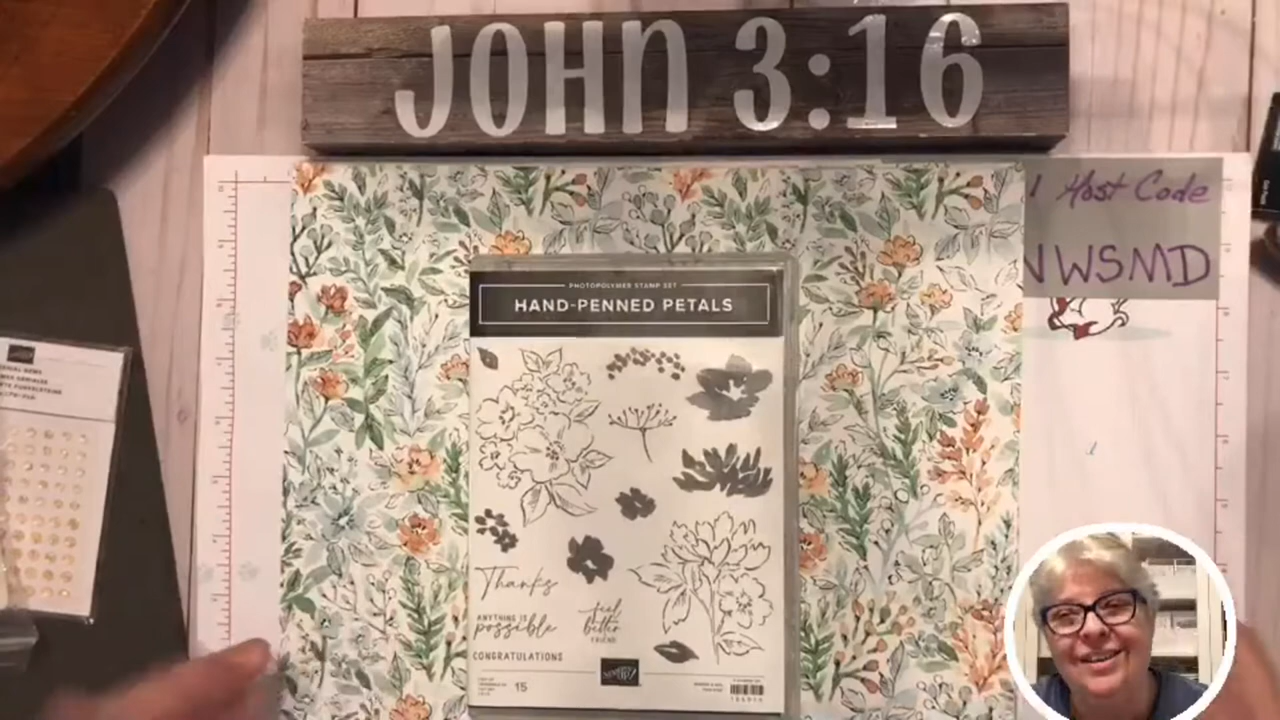 JOHN 3:16
Host Code
WSMD
PHOTOPOLYMER STAMP SET
HAND-PENNED PETALS
Thanks
ANYTHING IS
possible
feel
better
FRIEND
CONGRATULATIONS
15